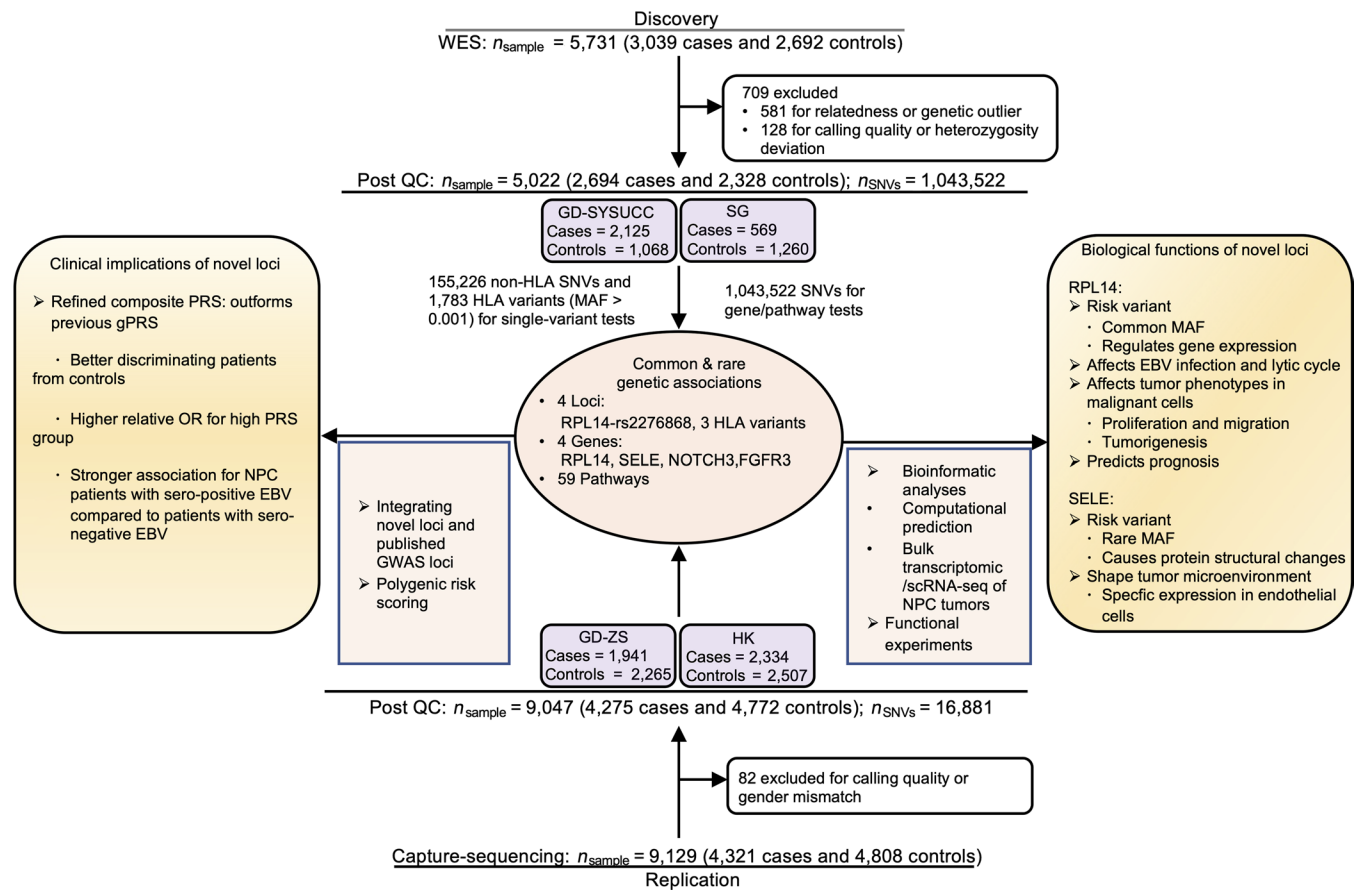 Discovery
WES: nsample = 5,731 (3,039 cases and 2,692 controls)
709 excluded
• 581 for relatedness or genetic outlier
• 128 for calling quality or heterozygosity
deviation
Post QC: nsample = 5,022 (2,694 cases and 2,328 controls); nSNVs = 1,043,522
GD-SYSUCC
Cases = 2,125
Controls = 1,068
SG
Cases = 569
Controls = 1,260
155,226 non-HLA SNVs and
1,783 HLA variants (MAF >
0.001) for single-variant tests
1,043,522 SNVs for
gene/pathway tests
Clinical implications of novel loci
➢ Refined composite PRS: outforms
previous gPRS
· Better discriminating patients
from controls
· Higher relative OR for high PRS
group
· Stronger association for NPC
patients with sero-positive EBV
compared to patients with sero-
negative EBV
➢ Integrating
novel loci and
published
GWAS loci
➢ Polygenic risk
scoring
Common & rare
genetic associations
• 4 Loci:
RPL14-rs2276868, 3 HLA variants
• 4 Genes:
RPL14, SELE, NOTCH3,FGFR3
• 59 Pathways
➢ Bioinformatic
analyses
• Computational
prediction
• Bulk
transcriptomic
/scRNA-seq of
NPC tumors
➢ Functional
experiments
Biological functions of novel loci
RPL14:
➢ Risk variant
· Common MAF
· Regulates gene expression
➢ Affects EBV infection and lytic cycle
➢ Affects tumor phenotypes in
malignant cells
· Proliferation and migration
· Tumorigenesis
➢ Predicts prognosis
SELE:
➢ Risk variant
· Rare MAF
· Causes protein structural changes
➢ Shape tumor microenvironment
· Specfic expression in endothelial
cells
GD-ZS
Cases = 1,941
Controls = 2,265
HK
Cases = 2,334
Controls = 2,507
Post QC: nsample = 9,047 (4,275 cases and 4,772 controls); nSNVs = 16,881
82 excluded for calling quality or
gender mismatch
Capture-sequencing: nsample = 9,129 (4,321 cases and 4,808 controls)
Replication